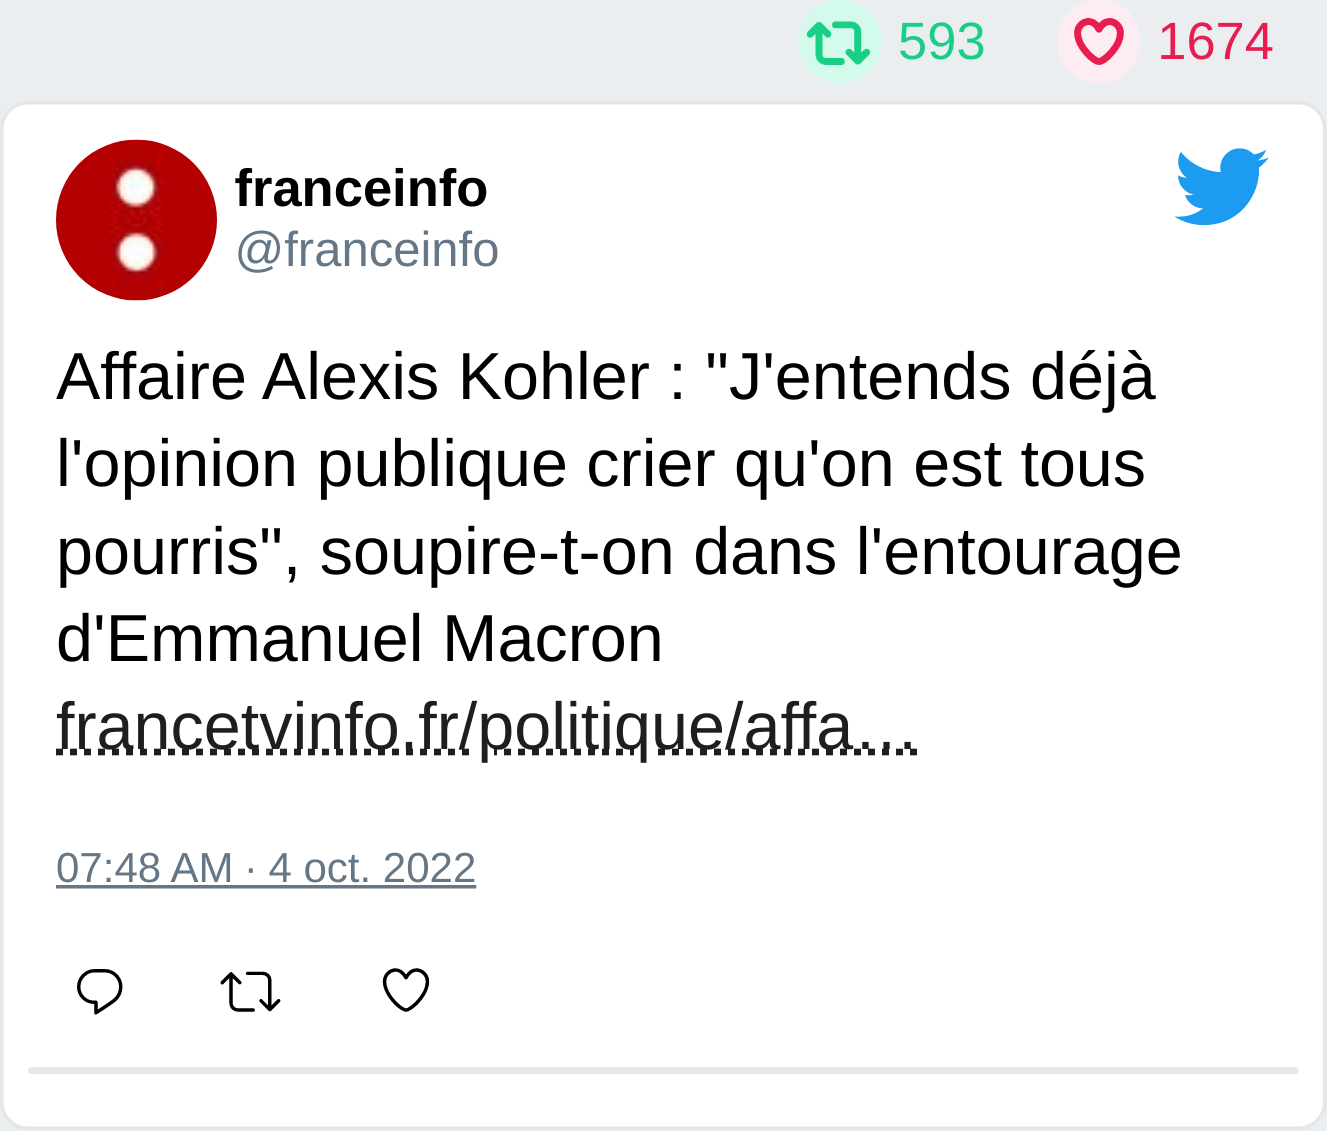 593 1674
franceinfo
@franceinfo
Affaire Alexis Kohler : "J'entends déjà
l'opinion publique crier qu'on est tous
pourris", soupire-t-on dans l'entourage
d'Emmanuel Macron
francetvinfo.fr/politique/affa...
07:48 AM · 4 oct. 2022